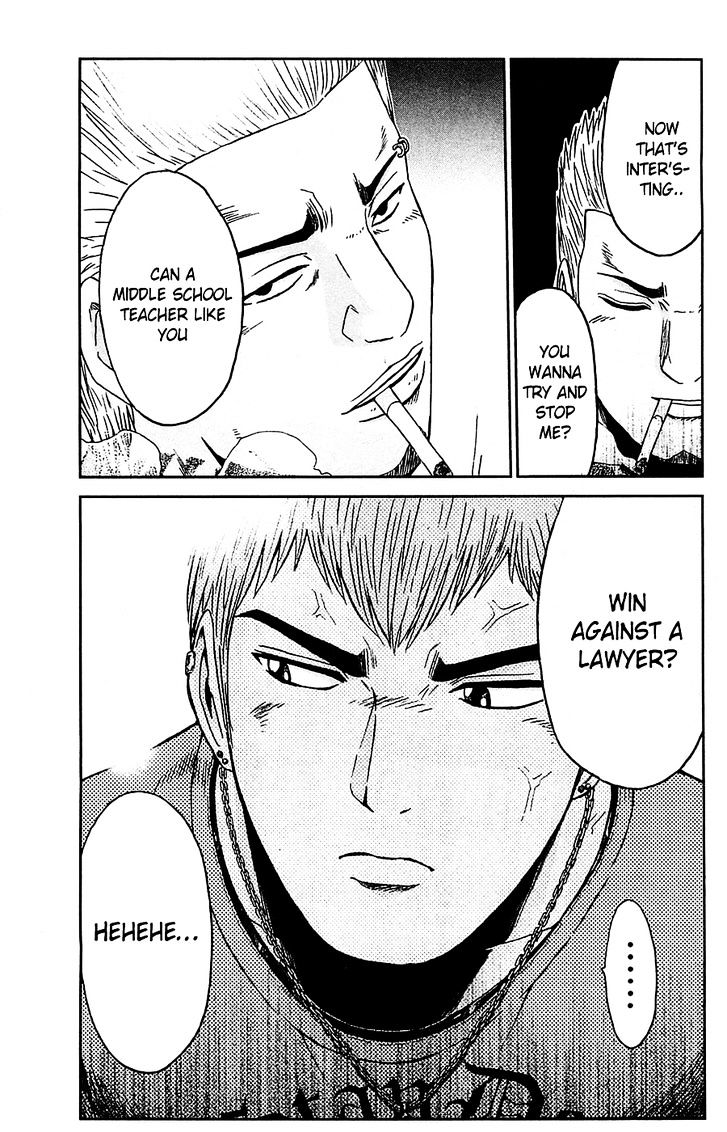 NOW
THAT'S
INTER'S-
TING..
YOU
WANNA
TRY AND
STOP
ME?
CAN A
MIDDLE SCHOOL
TEACHER LIKE
YOU
WIN
AGAINST A
LAWYER?
......
HEHEHE...